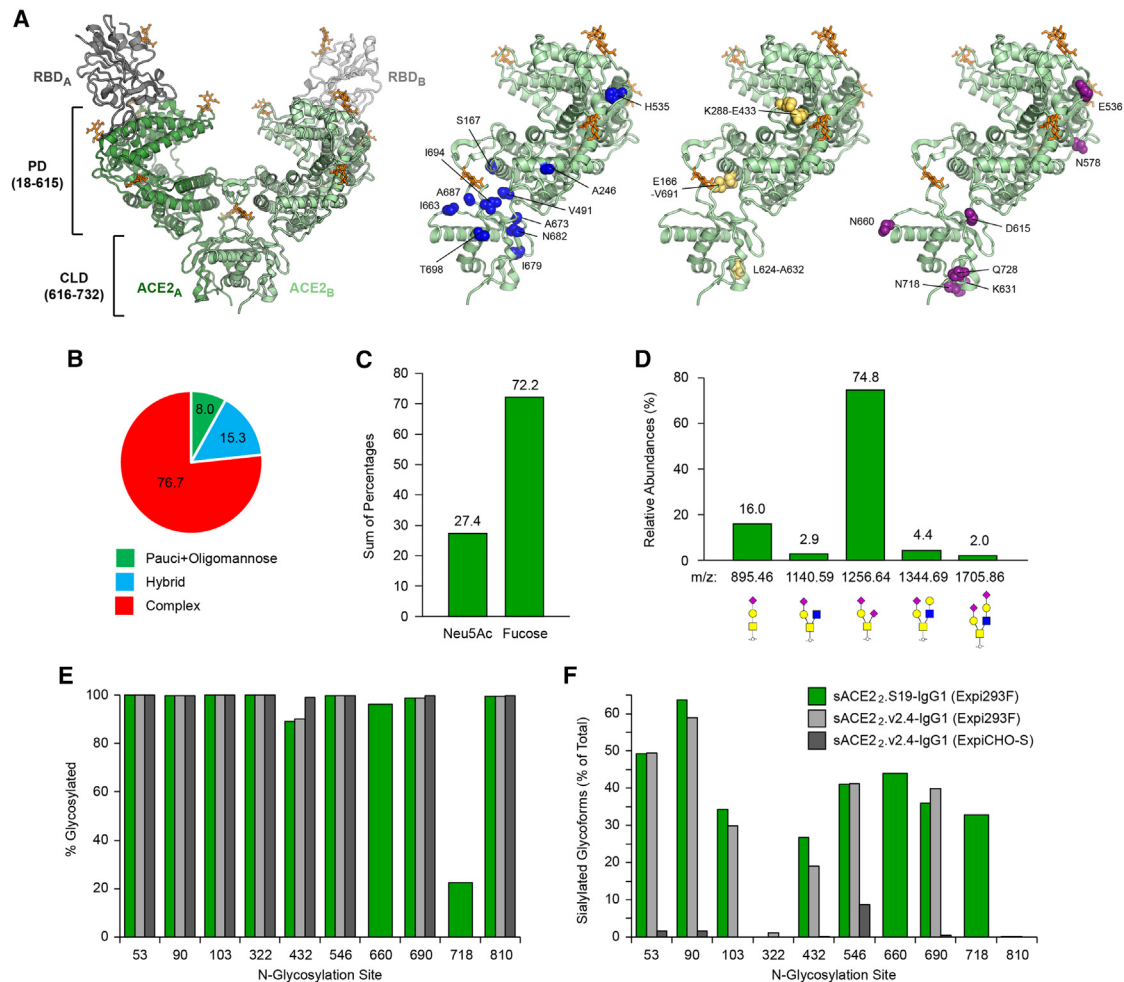 A
RBDA
RBDB
PD
(18-615)
CLD
(616-732)
ACE2A
ACE2B
H535
S167
I694
A246
A687
V491
I663
A673
N682
T698
I679
K288-E433
E166
-V691
L624-A632
E536
N578
N660
D615
Q728
N718
K631
B
8.0
15.3
76.7
Pauci+Oligomannose
Hybrid
Complex
C
Sum of Percentages
80
70
60
50
40
30
20
10
0
27.4
72.2
Neu5Ac Fucose
D
Relative Abundances (%)
80
60
40
20
0
16.0
2.9
74.8
4.4
2.0
m/z: 895.46 1140.59 1256.64 1344.69 1705.86
E
% Glycosylated
100
80
60
40
20
0
53 90 103 322 432 546 660 690 718 810
N-Glycosylation Site
F
Sialylated Glycoforms (% of Total)
60
50
40
30
20
10
0
sACE22.S19-IgG1 (Expi293F)
sACE22.v2.4-IgG1 (Expi293F)
sACE22.v2.4-IgG1 (ExpiCHO-S)
53 90 103 322 432 546 660 690 718 810
N-Glycosylation Site